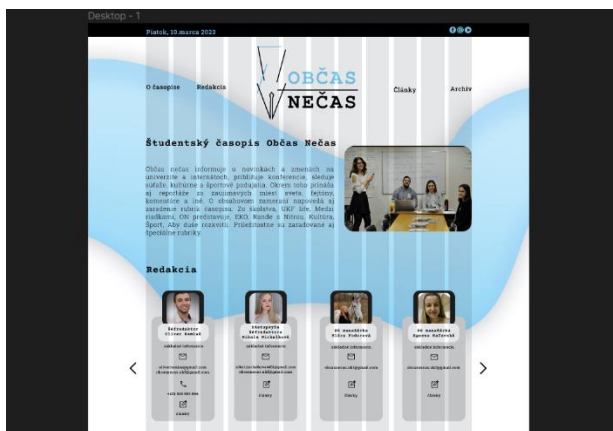 Desktop - 1
Piatok, 10.marca 2023
OBČAS
NEČAS
O časopise
Redakcia
Články
Archív
Študentský časopis Občas Nečas
Občas nečas informuje o novinkách a zmenách na
univerzite a internátoch, približuje konferencie, sleduje
súťaže, kultúrne a športové podujatia. Okrem toho prináša
aj reportáže zo zaujímavých miest sveta, fejtóny,
komentáre a iné. O obsahovom zameraní napovedá aj
zaradenie rubrík časopisu: Zo školstva, UKF life, Medzi
riadkami, ON predstavuje, EKO, Rande s Nitrou, Kultúra,
Šport, Aby duše rozkvitli. Príležitostne sú zaraďované aj
špeciálne rubriky.
Redakcia
Šéfredaktor
základné informácie
články
Zástupkyňa
šéfredaktora
základné informácie
články
PR manažérka
základné informácie
články
PR manažérka
základné informácie
články